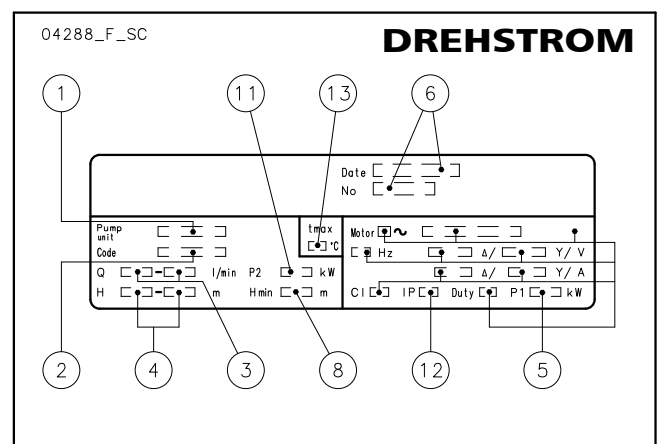 04288_F_SC
DREHSTROM
1 11 13 6
Date
No
Pump unit
tmax
°C
Motor ~
Code
Hz Δ/ Y/ V
Q - l/min P2 kW
Δ/ Y/ A
H - m Hmin m
CI IP Duty P1 kW
2 4 3 8 12 5